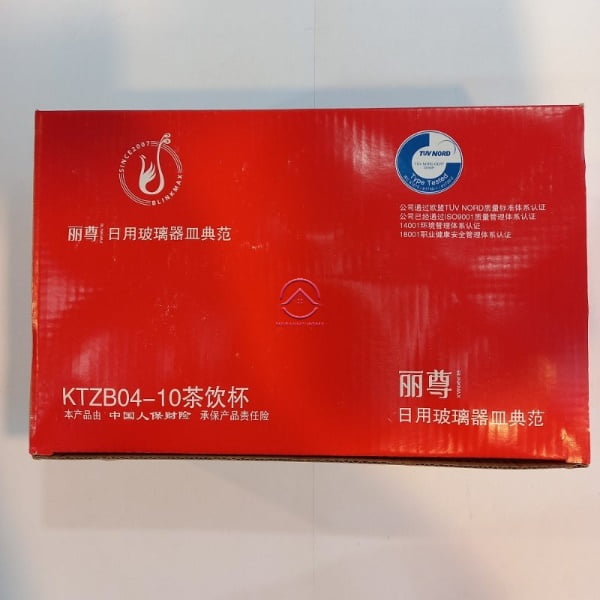 SINCE2007
BLINKMAX
丽尊 BLINKMAX 日用玻璃器皿典范
TÜV NORD
Type Tested
公司通过欧盟TUV NORD质量标准体系认证
公司已经通过ISO9001质量管理体系认证
14001环境管理体系认证
18001职业健康安全管理体系认证
KTZB04-10茶饮杯
本产品由 中国人保财险 承保产品责任险
丽尊 BLINKMAX
日用玻璃器皿典范